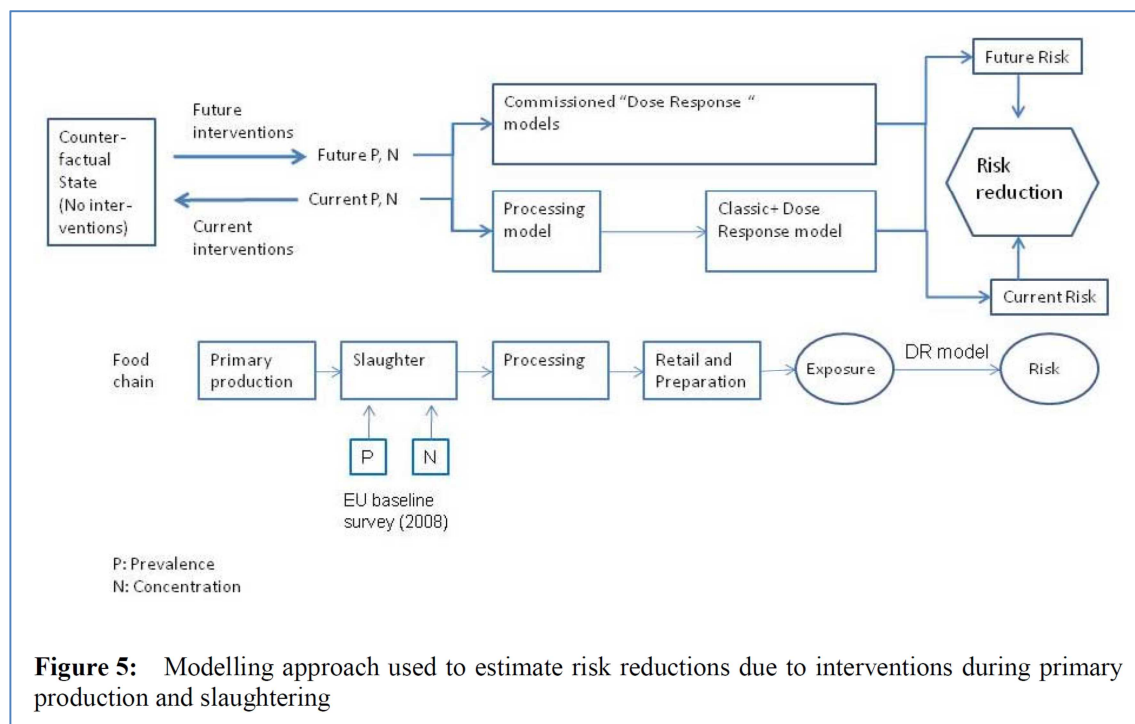 Future Risk
Future
interventions
Commissioned “Dose Response “
models
Counter-
factual
State
(No inter-
ventions)
Future P, N
Risk
reduction
Current P, N
Processing
model
Classic+ Dose
Response model
Current
interventions
Current Risk
Food
chain
Primary
production
Slaughter
Processing
Retail and
Preparation
Exposure
DR model
Risk
P
N
EU baseline
survey (2008)
P: Prevalence
N: Concentration
Figure 5: Modelling approach used to estimate risk reductions due to interventions during primary
production and slaughtering